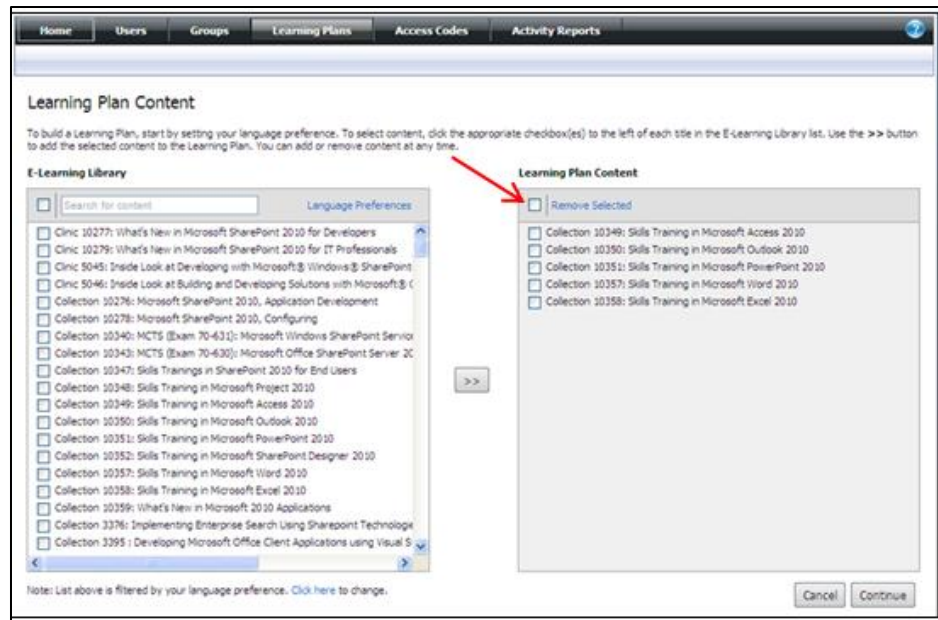 Home Users Groups Learning Plans Access Codes Activity Reports ?
Learning Plan Content
To build a Learning Plan, start by setting your language preference. To select content, click the appropriate checkbox(es) to the left of each title in the E-Learning Library list. Use the >> button
to add the selected content to the Learning Plan. You can add or remove content at any time.
E-Learning Library
Search for content Language Preferences
Clinic 10277: What's New in Microsoft SharePoint 2010 for Developers
Clinic 10279: What's New in Microsoft SharePoint 2010 for IT Professionals
Clinic 5045: Inside Look at Developing with Microsoft® Windows® SharePoint
Clinic 5046: Inside Look at Building and Developing Solutions with Microsoft®
Collection 10276: Microsoft SharePoint 2010, Application Development
Collection 10278: Microsoft SharePoint 2010, Configuring
Collection 10340: MCTS (Exam 70-631): Microsoft Windows SharePoint Servic
Collection 10343: MCTS (Exam 70-630): Microsoft Office SharePoint Server 20
Collection 10347: Skills Trainings in SharePoint 2010 for End Users
Collection 10348: Skills Training in Microsoft Project 2010
Collection 10349: Skills Training in Microsoft Access 2010
Collection 10350: Skills Training in Microsoft Outlook 2010
Collection 10351: Skills Training in Microsoft PowerPoint 2010
Collection 10352: Skills Training in Microsoft SharePoint Designer 2010
Collection 10357: Skills Training in Microsoft Word 2010
Collection 10358: Skills Training in Microsoft Excel 2010
Collection 10359: What's New in Microsoft 2010 Applications
Collection 3376: Implementing Enterprise Search Using Sharepoint Technologie
Collection 3395 : Developing Microsoft Office Client Applications using Visual S
>>
Learning Plan Content
Remove Selected
Collection 10349: Skills Training in Microsoft Access 2010
Collection 10350: Skills Training in Microsoft Outlook 2010
Collection 10351: Skills Training in Microsoft PowerPoint 2010
Collection 10357: Skills Training in Microsoft Word 2010
Collection 10358: Skills Training in Microsoft Excel 2010
Note: List above is filtered by your language preference. Click here to change.
Cancel Continue